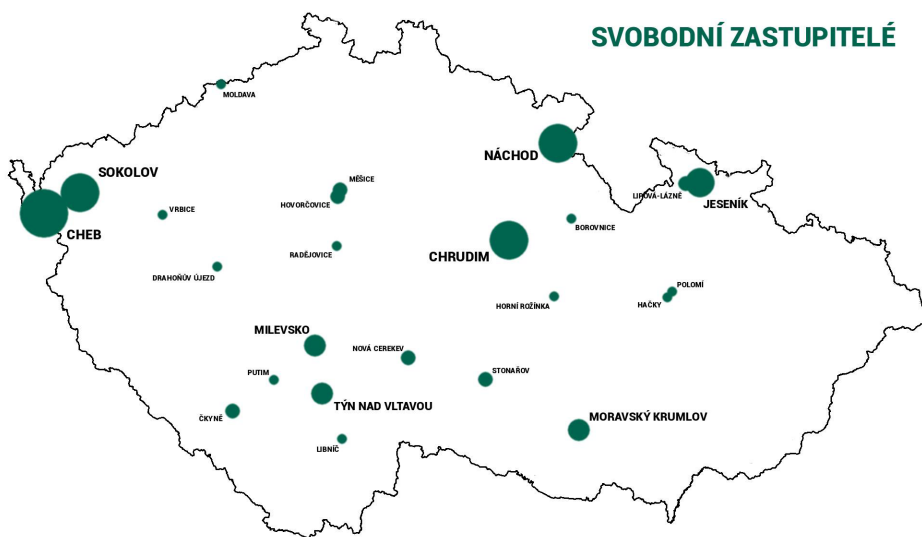 SVOBODNÍ ZASTUPITELÉ
MOLDAVA
NÁCHOD
SOKOLOV
MĚŠICE
LIPOVÁ-LÁZNĚ
JESENÍK
HOVORČOVICE
VRBICE
CHEB
BOROVNICE
RADĚJOVICE
CHRUDIM
DRAHOŇŮV ÚJEZD
POLOMÍ
HORNÍ ROŽÍNKA
HAČKY
MILEVSKO
NOVÁ CEREKEV
PUTIM
STONAŘOV
TÝN NAD VLTAVOU
ČKYNĚ
MORAVSKÝ KRUMLOV
LIBNÍČ